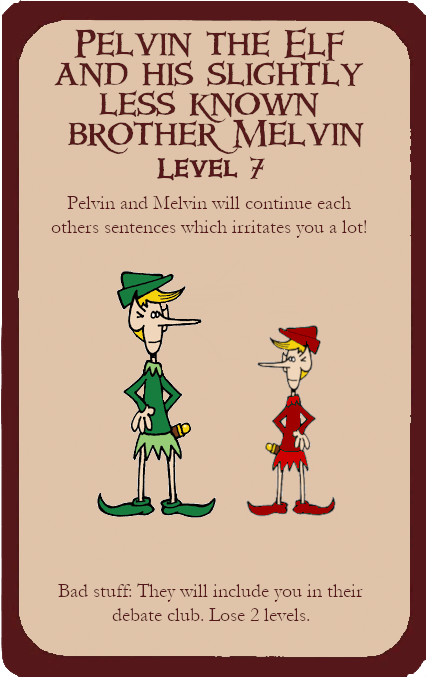 Pelvin the Elf
and his slightly
less known
brother Melvin
Level 7
Pelvin and Melvin will continue each
others sentences which irritates you a lot!
Bad stuff: They will include you in their
debate club. Lose 2 levels.